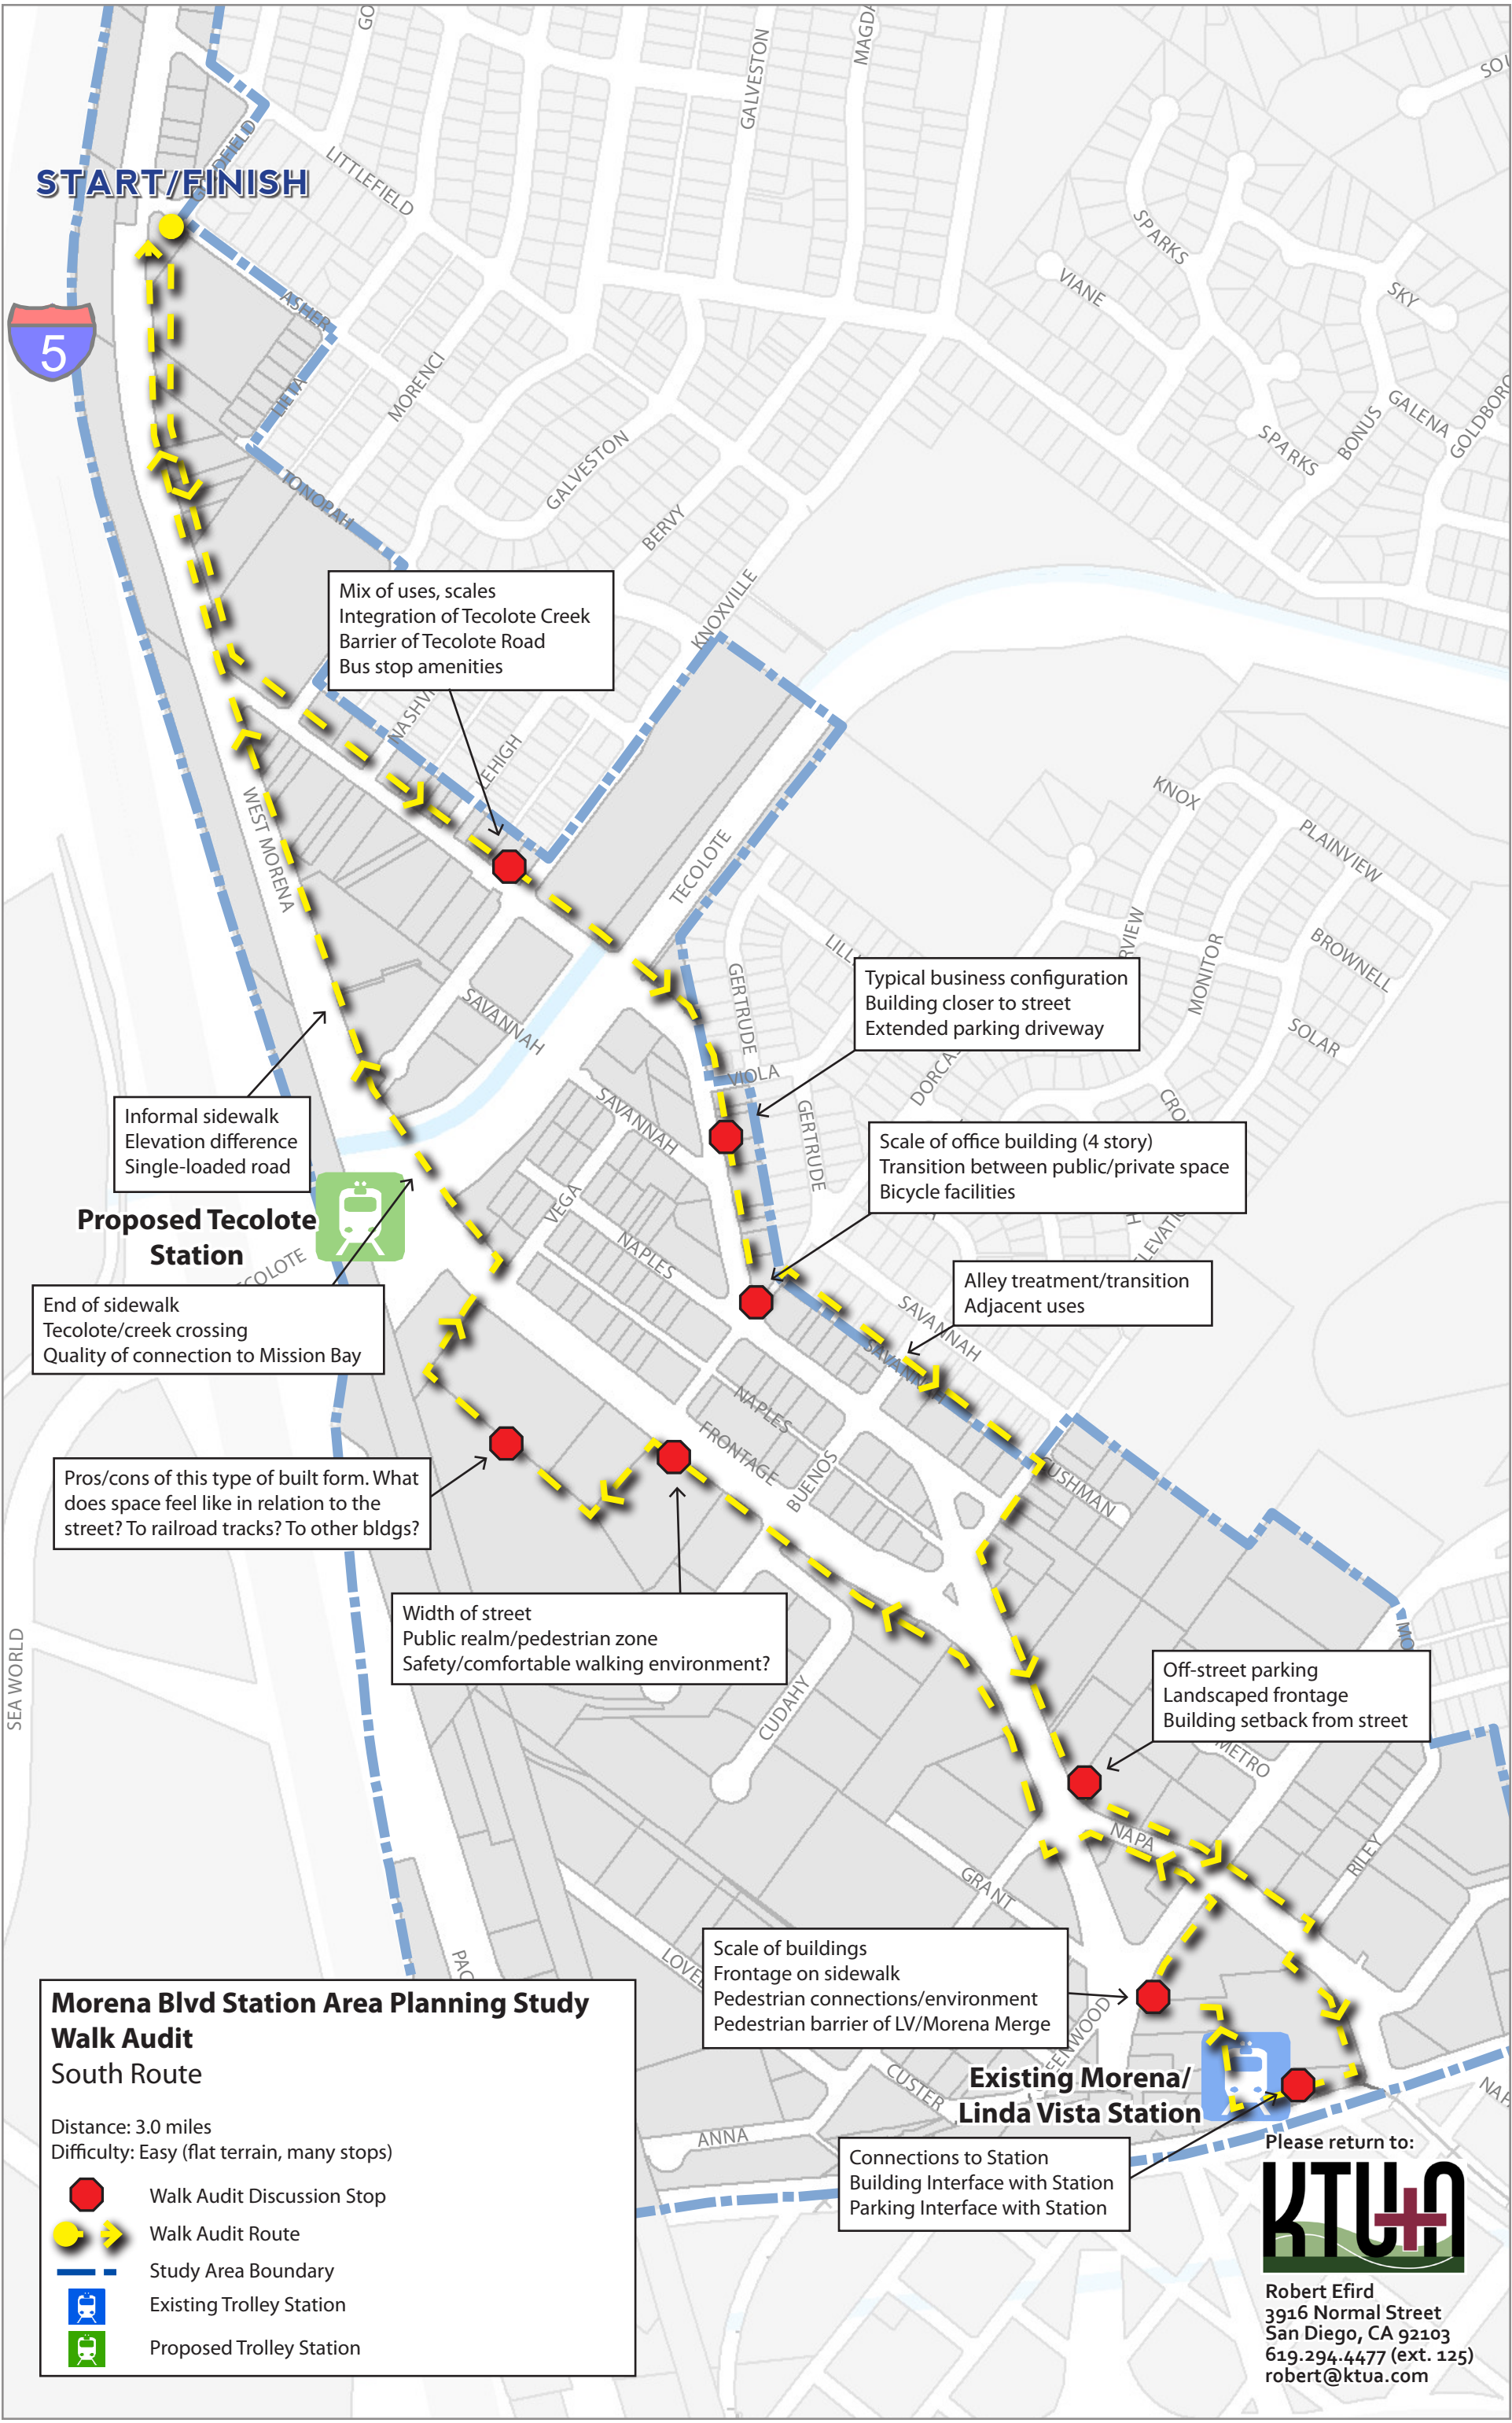 GALVESTON
LITTLEFIELD
START/FINISH
SPARKS
VIANE
SKY
ASHER
5
LIETA
MORENCI
GALENA
BONUS
SPARKS
GALVESTON
TONOPAH
BERVY
KNOXVILLE
Mix of uses, scales
Integration of Tecolote Creek
Barrier of Tecolote Road
Bus stop amenities
LEHIGH
WEST MORENA
TECOLOTE
KNOX
PLAINVIEW
MONITOR
BROWNELL
SOLAR
SAVANNAH
GERTRUDE
Typical business configuration
Building closer to street
Extended parking driveway
VIOLA
SAVANNAH
GERTRUDE
Informal sidewalk
Elevation difference
Single-loaded road
Scale of office building (4 story)
Transition between public/private space
Bicycle facilities
Proposed Tecolote
Station
VEGA
NAPLES
Alley treatment/transition
Adjacent uses
End of sidewalk
Tecolote/creek crossing
Quality of connection to Mission Bay
SAVANNAH
SAVANNAH
NAPLES
FRONTAGE
BUENOS
Pros/cons of this type of built form. What
does space feel like in relation to the
street? To railroad tracks? To other bldgs?
Width of street
Public realm/pedestrian zone
Safety/comfortable walking environment?
SEA WORLD
CUDAHY
Off-street parking
Landscaped frontage
Building setback from street
METRO
NAPA
RILEY
GRANT
Scale of buildings
Frontage on sidewalk
Pedestrian connections/environment
Pedestrian barrier of LV/Morena Merge
CUSTER
Existing Morena/
Linda Vista Station
ANNA
Connections to Station
Building Interface with Station
Parking Interface with Station
Morena Blvd Station Area Planning Study
Walk Audit
South Route
Distance: 3.0 miles
Difficulty: Easy (flat terrain, many stops)
Walk Audit Discussion Stop
Walk Audit Route
Study Area Boundary
Existing Trolley Station
Proposed Trolley Station
Please return to:
KTU+A
Robert Efird
3916 Normal Street
San Diego, CA 92103
619.294.4477 (ext. 125)
robert@ktua.com